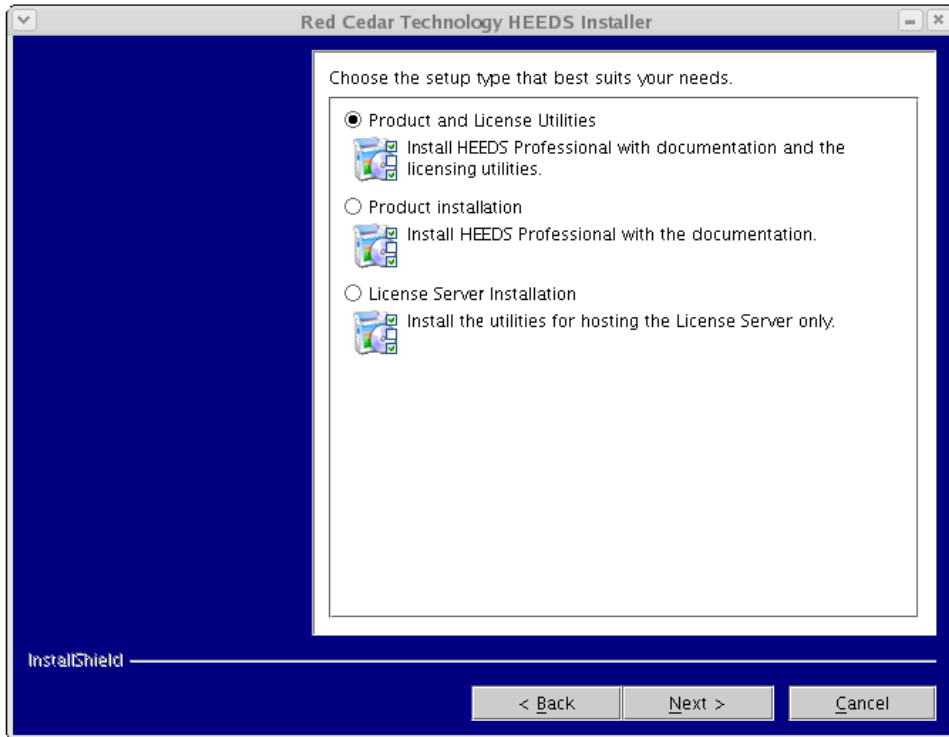 Red Cedar Technology HEEDS Installer
Choose the setup type that best suits your needs.
Product and License Utilities
Install HEEDS Professional with documentation and the
licensing utilities.
Product installation
Install HEEDS Professional with the documentation.
License Server Installation
Install the utilities for hosting the License Server only.
InstallShield
< Back
Next >
Cancel